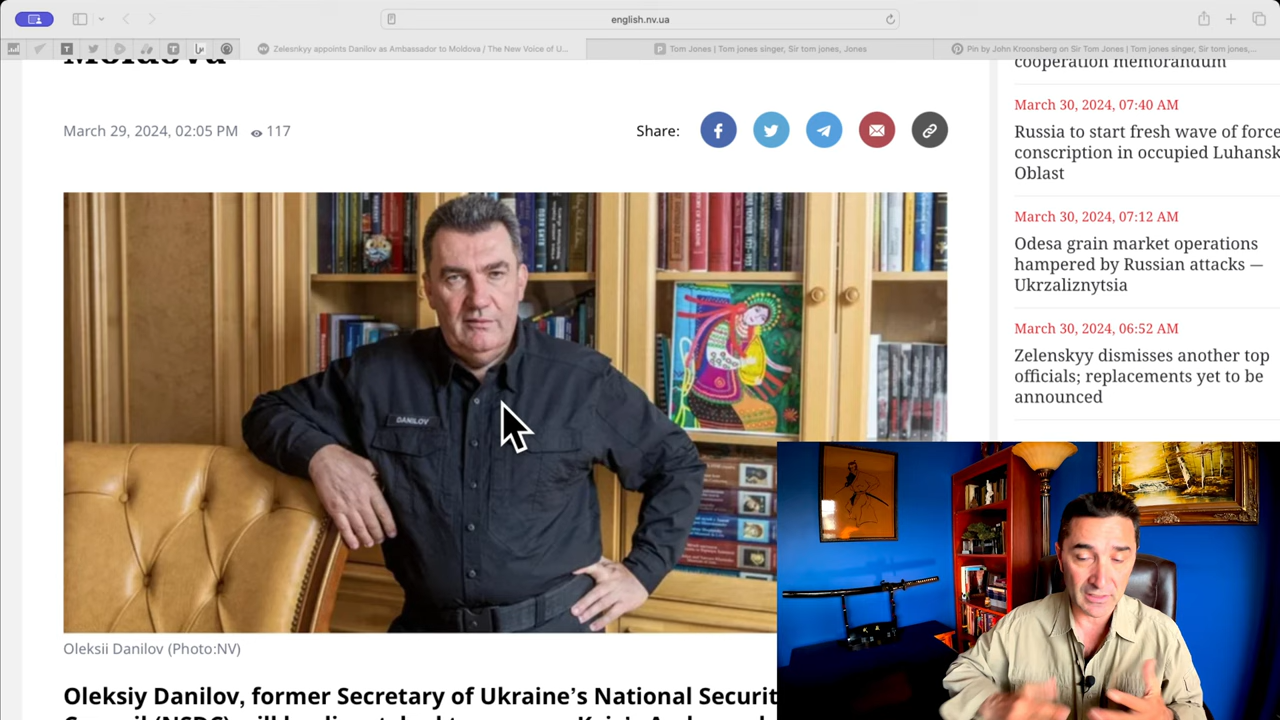 english.nv.ua
Zelesnkyy appoints Danilov as Ambassador to Moldova / The New Voice of U...
Tom Jones | Tom jones singer, Sir tom jones, Jones
Pin by John Kroonsberg on Sir Tom Jones | Tom jones singer, Sir tom jones,...
Moldova
March 29, 2024, 02:05 PM 117
Share:
DANILOV
Oleksii Danilov (Photo:NV)
Oleksiy Danilov, former Secretary of Ukraine's National Securit
cooperation memorandum
March 30, 2024, 07:40 AM
Russia to start fresh wave of force
conscription in occupied Luhansk
Oblast
March 30, 2024, 07:12 AM
Odesa grain market operations
hampered by Russian attacks —
Ukrzaliznytsia
March 30, 2024, 06:52 AM
Zelenskyy dismisses another top
officials; replacements yet to be
announced